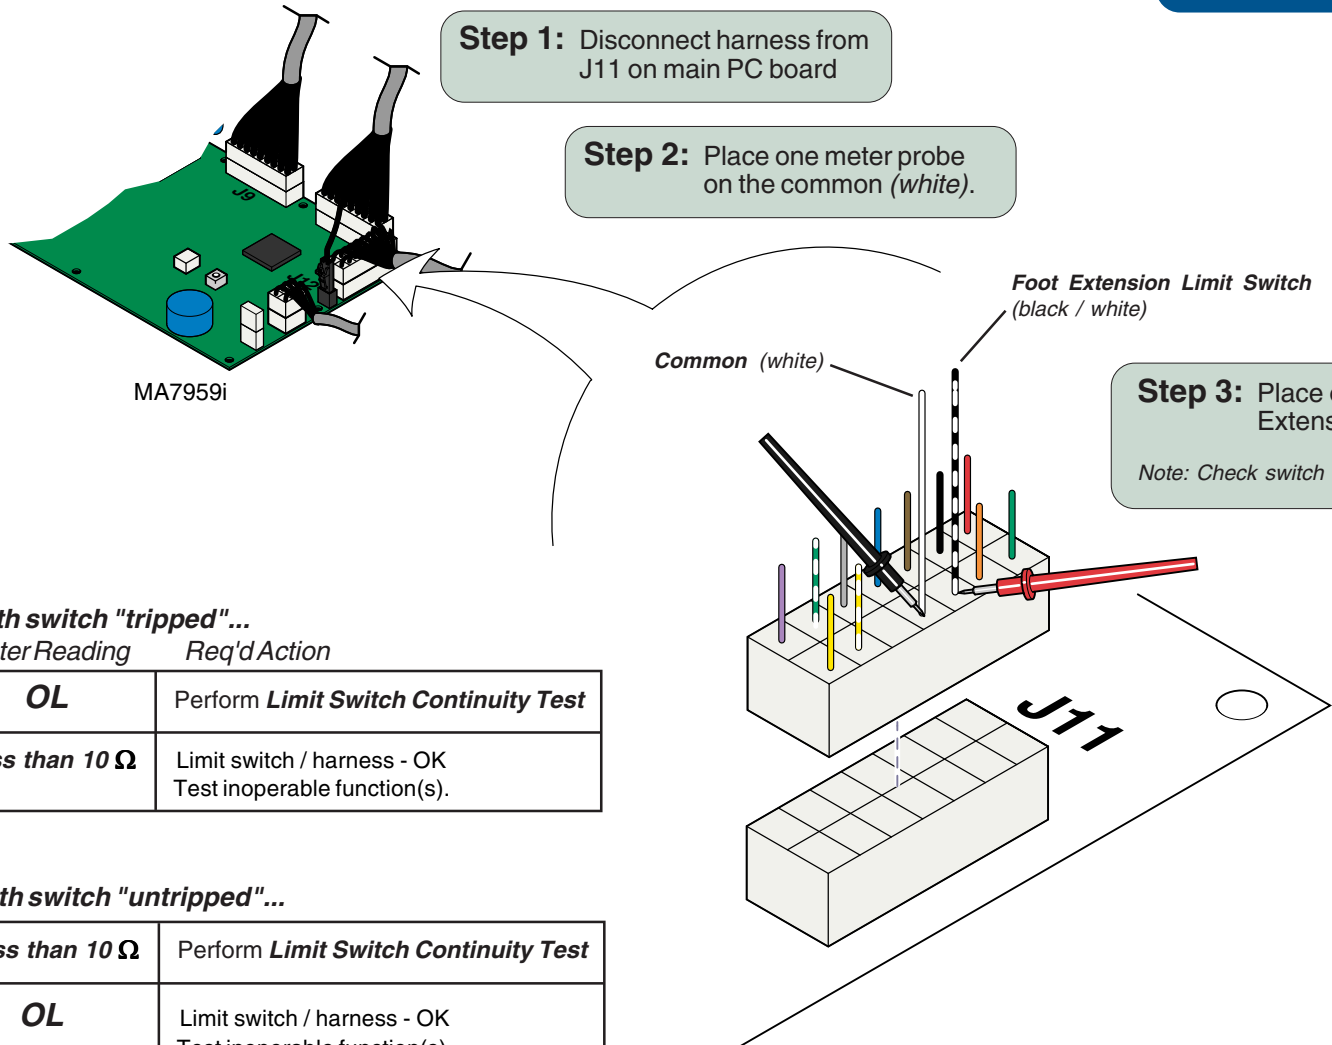 Step 1: Disconnect harness from
J11 on main PC board
Step 2: Place one meter probe
on the common (white).
J9
J12
MA7959i
Foot Extension Limit Switch
(black / white)
Common (white)
Step 3: Place
Extens
Note: Check switch
J11
th switch "tripped"...
ter Reading Req'd Action
OL Perform Limit Switch Continuity Test
ss than 10 Ω Limit switch / harness - OK
Test inoperable function(s).
th switch "untripped"...
ss than 10 Ω Perform Limit Switch Continuity Test
OL Limit switch / harness - OK
Test inoperable function(s)